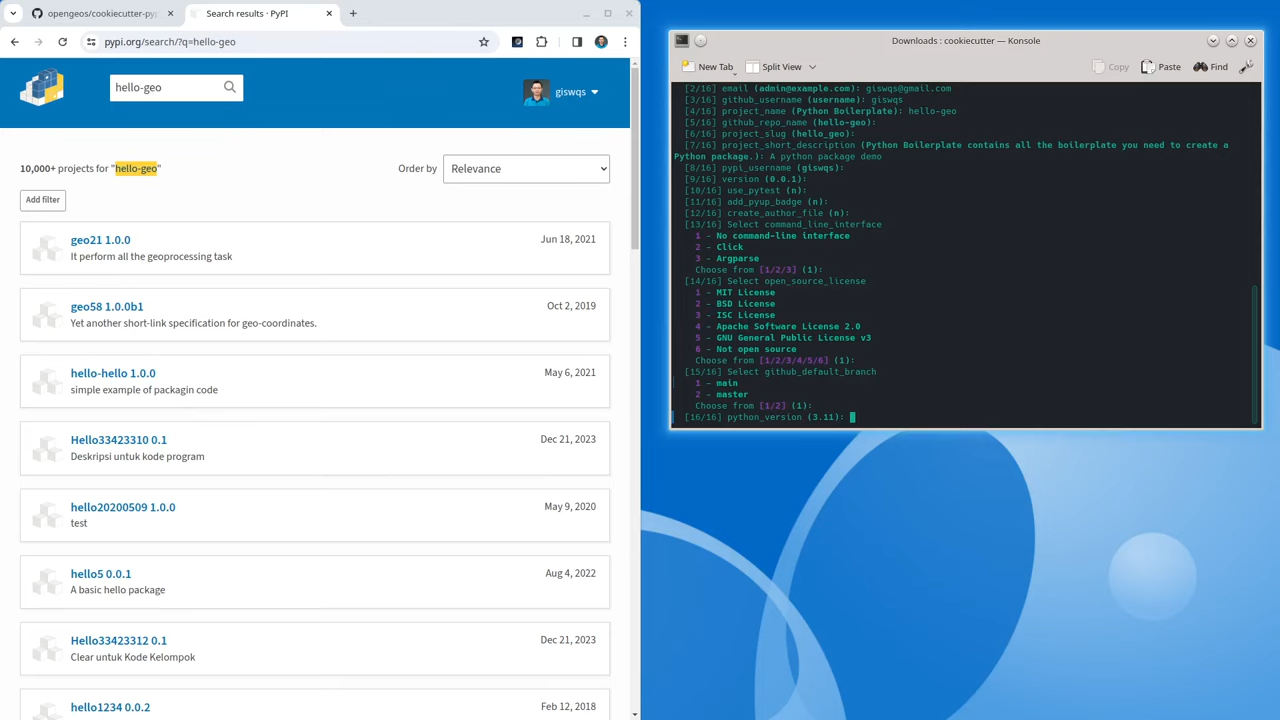 opengeos/cookiecutter-py
Search results · PyPI
pypi.org/search/?q=hello-geo
hello-geo
giswqs
10,000+ projects for "hello-geo"
Order by
Relevance
Add filter
geo21 1.0.0
Jun 18, 2021
It perform all the geoprocessing task
geo58 1.0.0b1
Oct 2, 2019
Yet another short-link specification for geo-coordinates.
hello-hello 1.0.0
May 6, 2021
simple example of packagin code
Hello33423310 0.1
Dec 21, 2023
Deskripsi untuk kode program
hello20200509 1.0.0
May 9, 2020
test
hello5 0.0.1
Aug 4, 2022
A basic hello package
Hello33423312 0.1
Dec 21, 2023
Clear untuk Kode Kelompok
hello1234 0.0.2
Feb 12, 2018
Downloads : cookiecutter — Konsole
New Tab
Split View
Copy
Paste
Find
[2/16] email (admin@example.com): giswqs@gmail.com
[3/16] github_username (username): giswqs
[4/16] project_name (Python Boilerplate): hello-geo
[5/16] github_repo_name (hello-geo):
[6/16] project_slug (hello_geo):
[7/16] project_short_description (Python Boilerplate contains all the boilerplate you need to create a
Python package.): A python package demo
[8/16] pypi_username (giswqs):
[9/16] version (0.0.1):
[10/16] use_pytest (n):
[11/16] add_pyup_badge (n):
[12/16] create_author_file (n):
[13/16] Select command_line_interface
1 - No command-line interface
2 - Click
3 - Argparse
Choose from [1/2/3] (1):
[14/16] Select open_source_license
1 - MIT License
2 - BSD License
3 - ISC License
4 - Apache Software License 2.0
5 - GNU General Public License v3
6 - Not open source
Choose from [1/2/3/4/5/6] (1):
[15/16] Select github_default_branch
1 - main
2 - master
Choose from [1/2] (1):
[16/16] python_version (3.11):